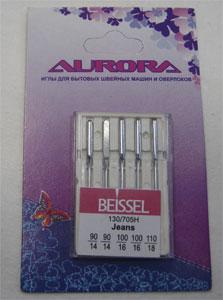 AURORA
ИГЛЫ ДЛЯ БЫТОВЫХ ШВЕЙНЫХ МАШИН И ОВЕРЛОКОВ
BEISSEL
130/705H
Jeans
90 90 100 100 110
14 14 16 16 18